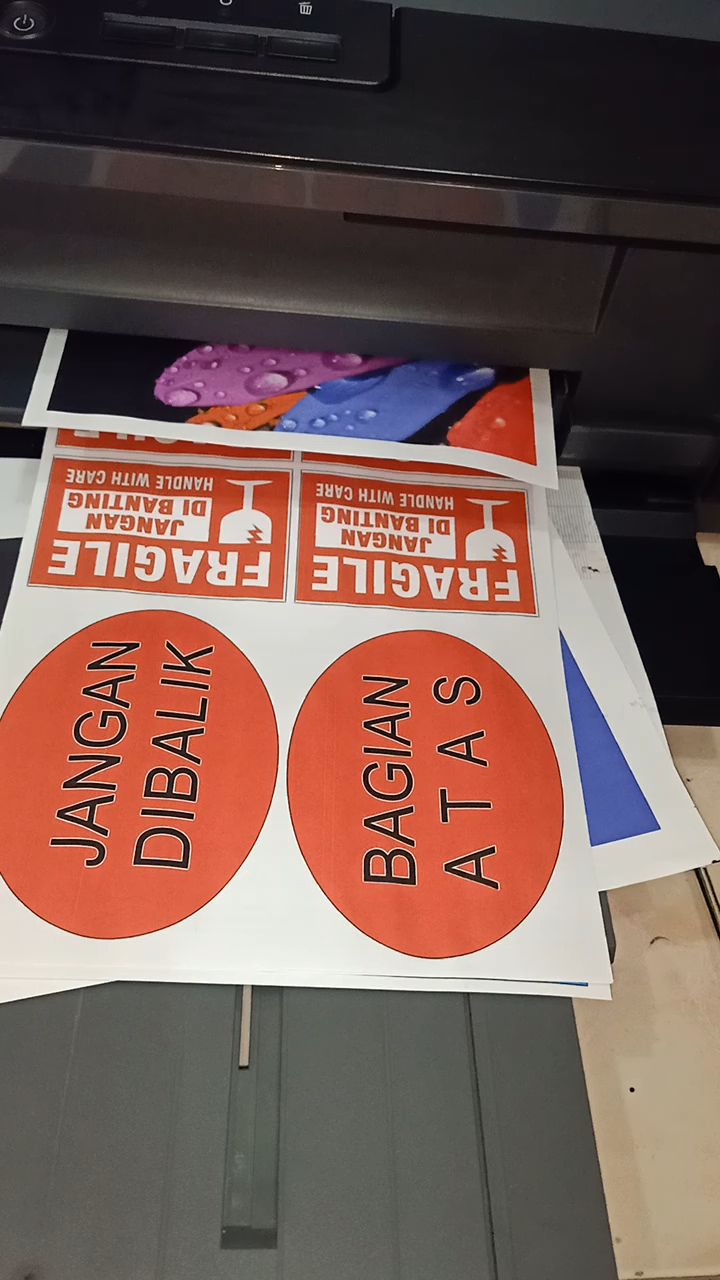 FRAGILE
JANGAN
DI BANTING
HANDLE WITH CARE
FRAGILE
JANGAN
DI BANTING
HANDLE WITH CARE
JANGAN
DIBALIK
BAGIAN
ATAS